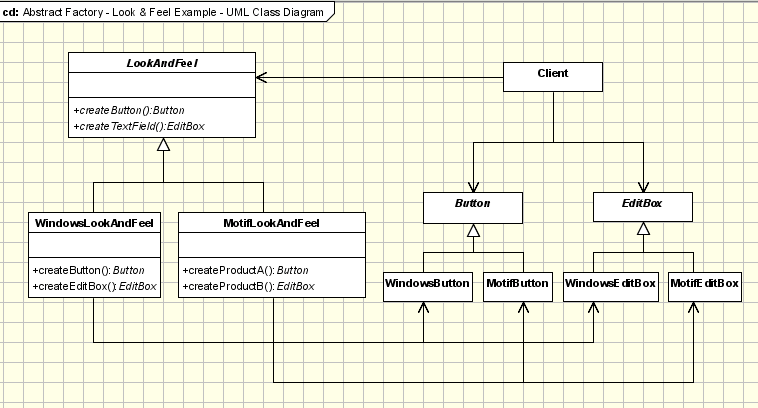 cd: Abstract Factory - Look & Feel Example - UML Class Diagram
LookAndFeel
+createButton():Button
+createTextField():EditBox
Client
WindowsLookAndFeel
+createButton(): Button
+createEditBox(): EditBox
MotifLookAndFeel
+createProductA(): Button
+createProductB(): EditBox
Button
EditBox
WindowsButton
MotifButton
WindowsEditBox
MotifEditBox